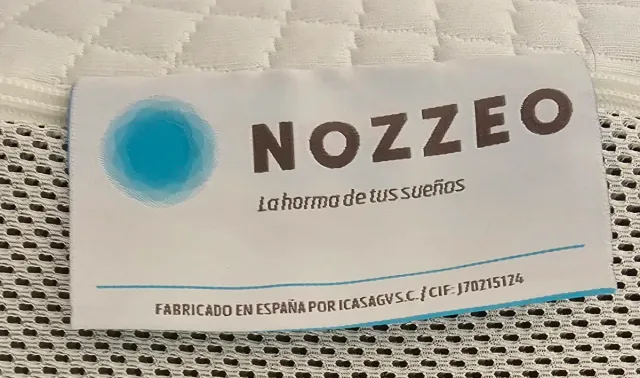 NOZZEO
La horma de tus sueños
FABRICADO EN ESPAÑA POR ICASAGV S.C. / CIF: J70215124